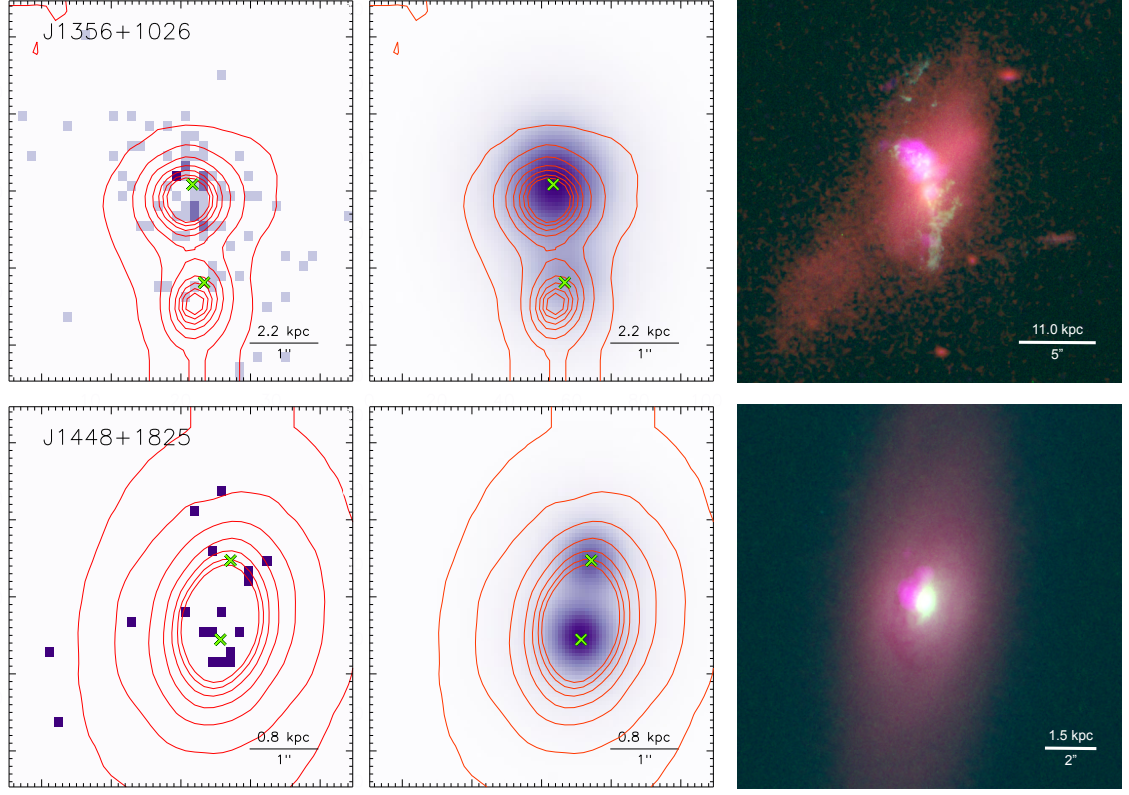 J1356+1026
2.2 kpc
1''
2.2 kpc
1''
11.0 kpc
5”
J1448+1825
0.8 kpc
1''
0.8 kpc
1''
1.5 kpc
2”